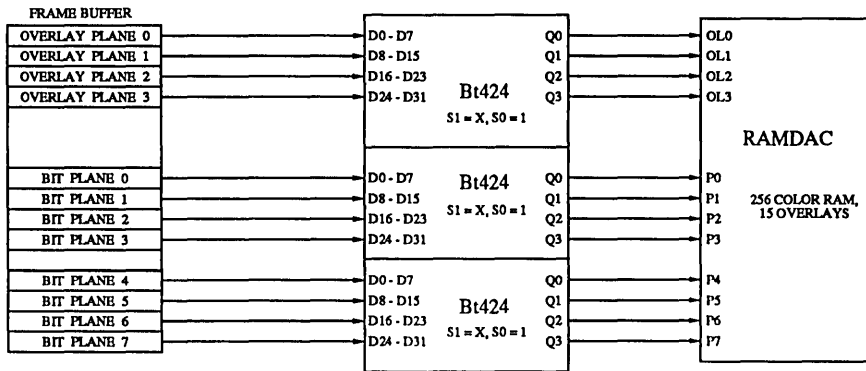 FRAME BUFFER
OVERLAY PLANE 0
OVERLAY PLANE 1
OVERLAY PLANE 2
OVERLAY PLANE 3
BIT PLANE 0
BIT PLANE 1
BIT PLANE 2
BIT PLANE 3
BIT PLANE 4
BIT PLANE 5
BIT PLANE 6
BIT PLANE 7
D0 - D7
D8 - D15
D16 - D23
D24 - D31
Bt424
S1 = X, S0 = 1
Q0
Q1
Q2
Q3
D0 - D7
D8 - D15
D16 - D23
D24 - D31
Bt424
S1 = X, S0 = 1
Q0
Q1
Q2
Q3
D0 - D7
D8 - D15
D16 - D23
D24 - D31
Bt424
S1 = X, S0 = 1
Q0
Q1
Q2
Q3
OL0
OL1
OL2
OL3
P0
P1
P2
P3
P4
P5
P6
P7
RAMDAC
256 COLOR RAM,
15 OVERLAYS